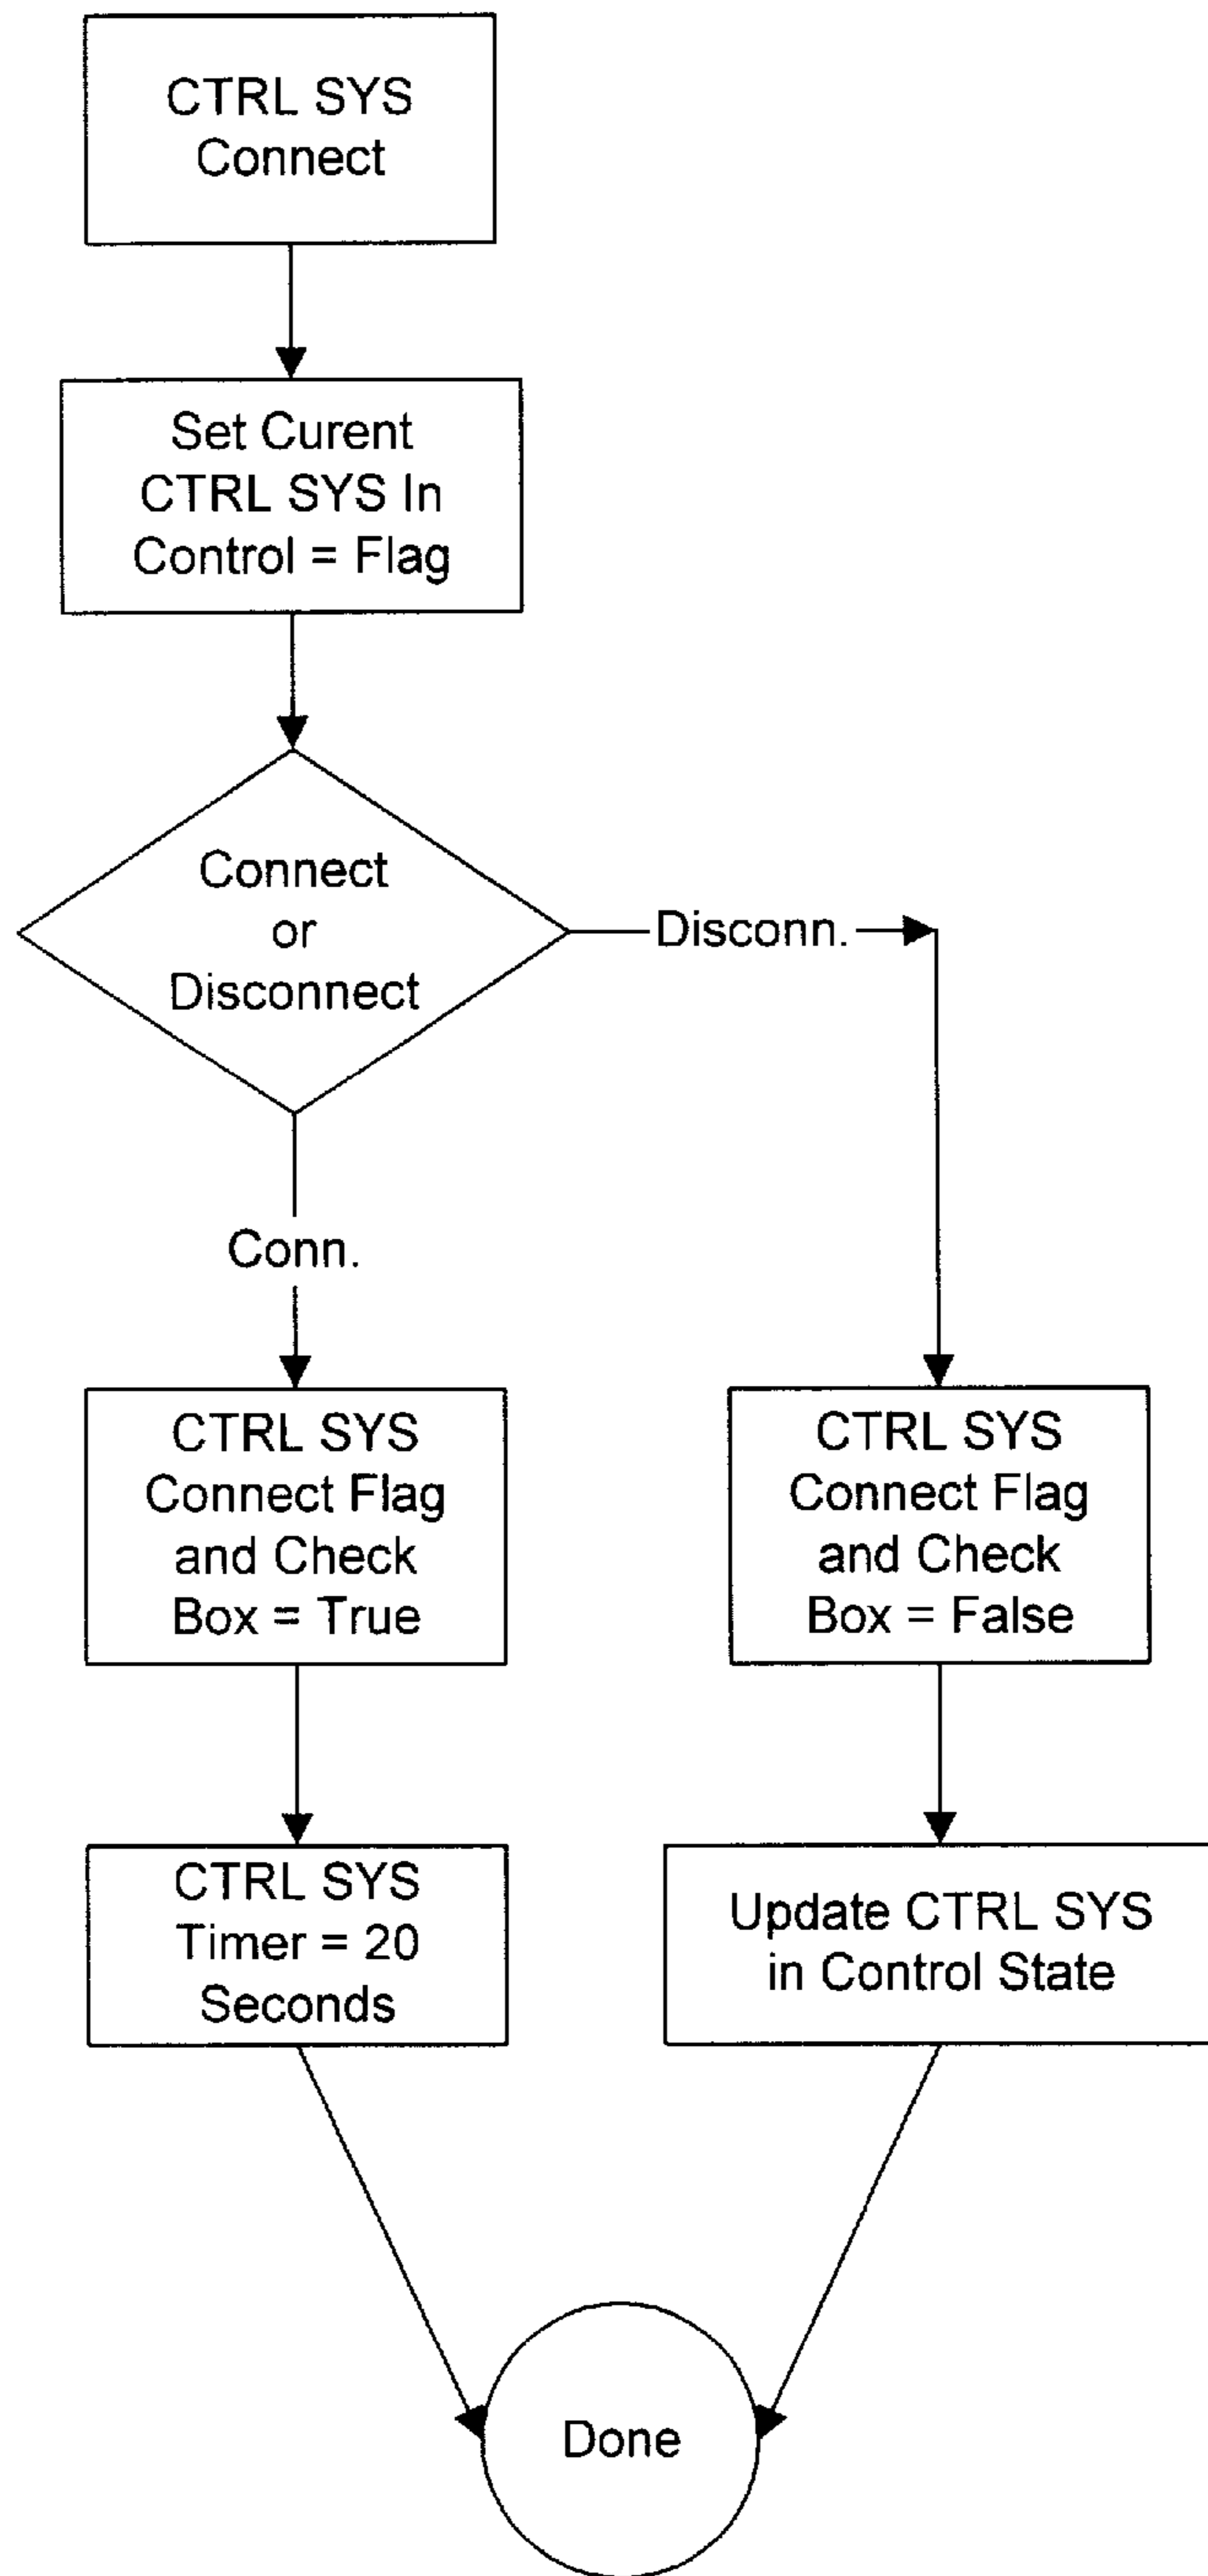 CTRL SYS
Connect
Set Curent
CTRL SYS In
Control = Flag
Connect
or
Disconnect
Disconn.
Conn.
CTRL SYS
Connect Flag
and Check
Box = True
CTRL SYS
Connect Flag
and Check
Box = False
CTRL SYS
Timer = 20
Seconds
Update CTRL SYS
in Control State
Done